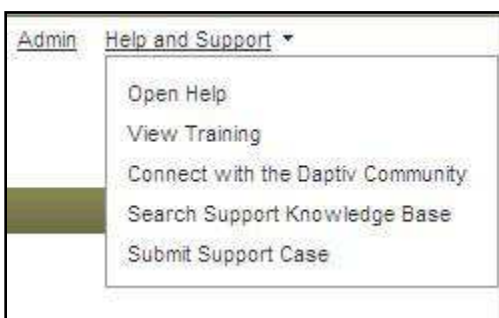 Admin Help and Support
Open Help
View Training
Connect with the Daptiv Community
Search Support Knowledge Base
Submit Support Case